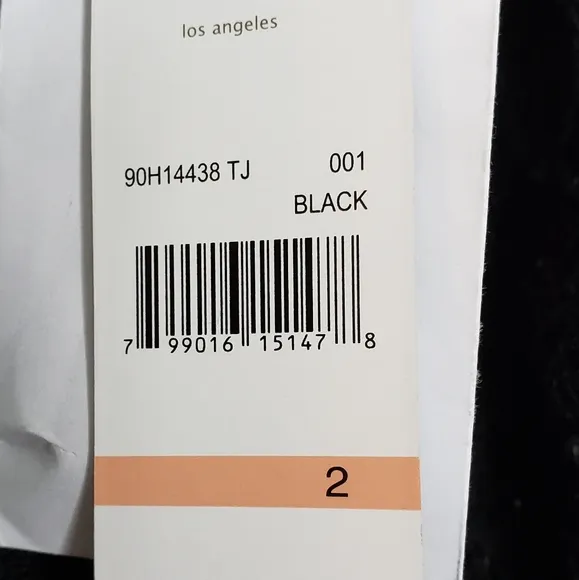 los angeles
90H14438 TJ 001
BLACK
7 99016 15147 8
2